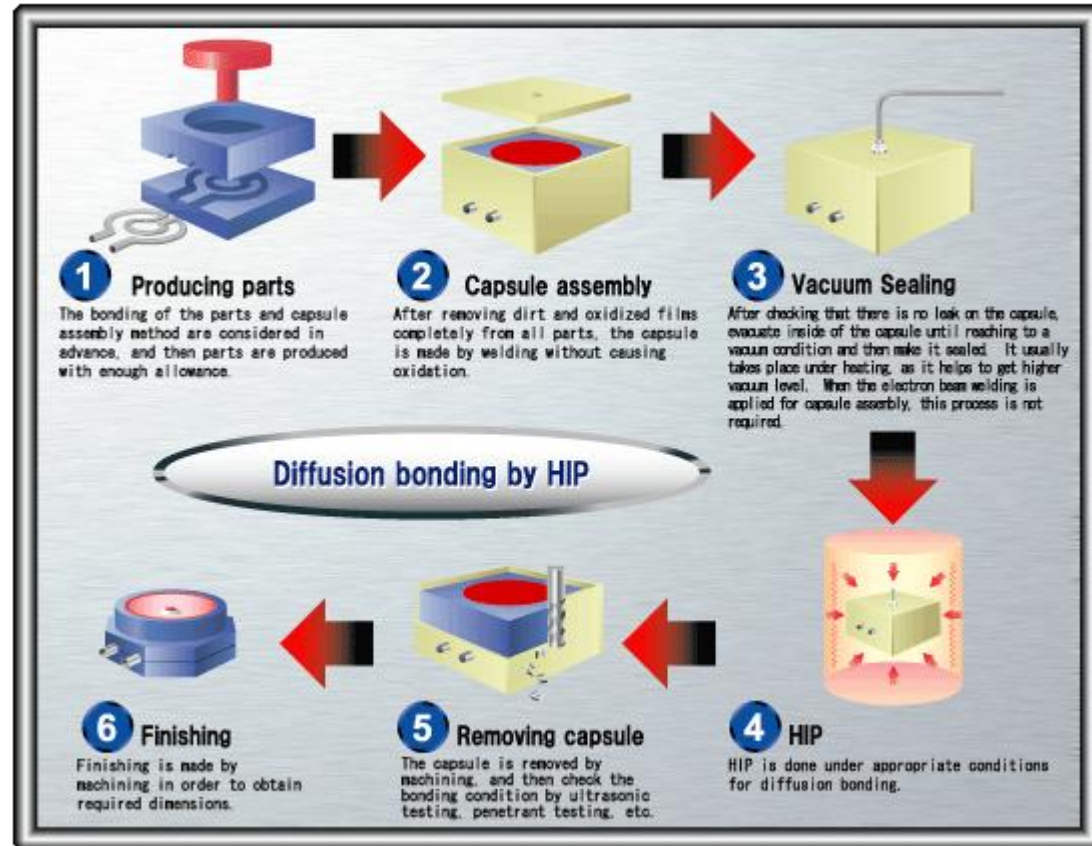 1 Producing parts
The bonding of the parts and capsule
assembly method are considered in
advance, and then parts are produced
with enough allowance.
2 Capsule assembly
After removing dirt and oxidized films
completely from all parts, the capsule
is made by welding without causing
oxidation.
3 Vacuum Sealing
After checking that there is no leak on the capsule,
evacuate inside of the capsule until reaching to a
vacuum condition and then make it sealed. It usually
takes place under heating, as it helps to get higher
vacuum level. When the electron beam welding is
applied for capsule assembly, this process is not
required.
Diffusion bonding by HIP
4 HIP
HIP is done under appropriate conditions
for diffusion bonding.
5 Removing capsule
The capsule is removed by
machining, and then check the
bonding condition by ultrasonic
testing, penetrant testing, etc.
6 Finishing
Finishing is made by
machining in order to obtain
required dimensions.